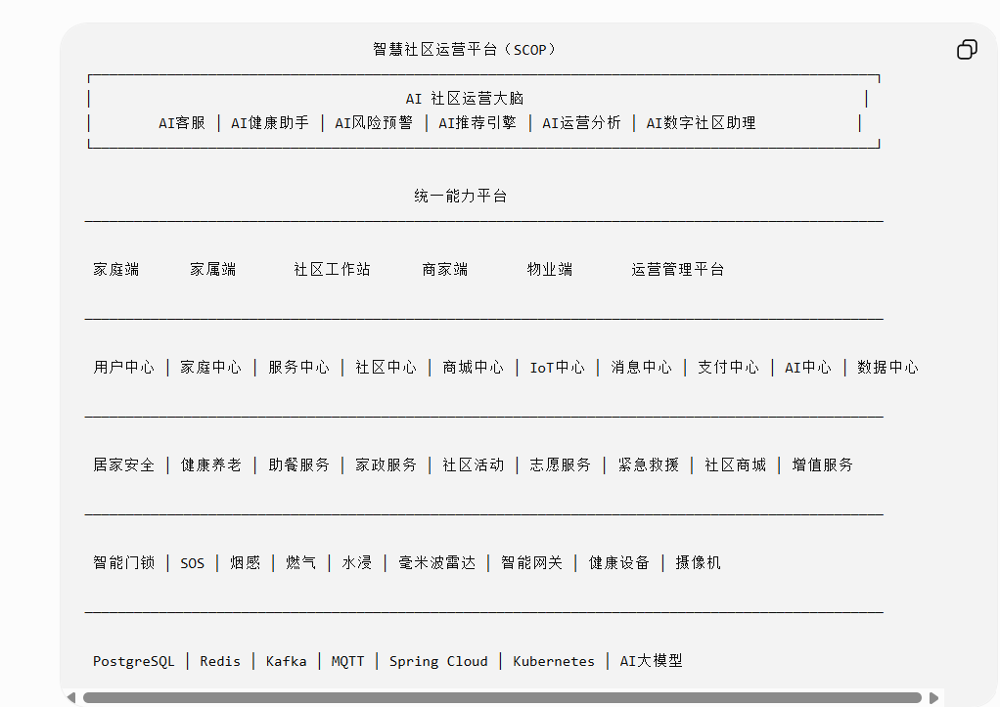 智慧社区运营平台（SCOP）
AI 社区运营大脑
AI客服 │ AI健康助手 │ AI风险预警 │ AI推荐引擎 │ AI运营分析 │ AI数字社区助理
统一能力平台
家庭端 家属端 社区工作站 商家端 物业端 运营管理平台
用户中心 │ 家庭中心 │ 服务中心 │ 社区中心 │ 商城中心 │ IoT中心 │ 消息中心 │ 支付中心 │ AI中心 │ 数据中心
居家安全 │ 健康养老 │ 助餐服务 │ 家政服务 │ 社区活动 │ 志愿服务 │ 紧急救援 │ 社区商城 │ 增值服务
智能门锁 │ SOS │ 烟感 │ 燃气 │ 水浸 │ 毫米波雷达 │ 智能网关 │ 健康设备 │ 摄像机
PostgreSQL │ Redis │ Kafka │ MQTT │ Spring Cloud │ Kubernetes │ AI大模型